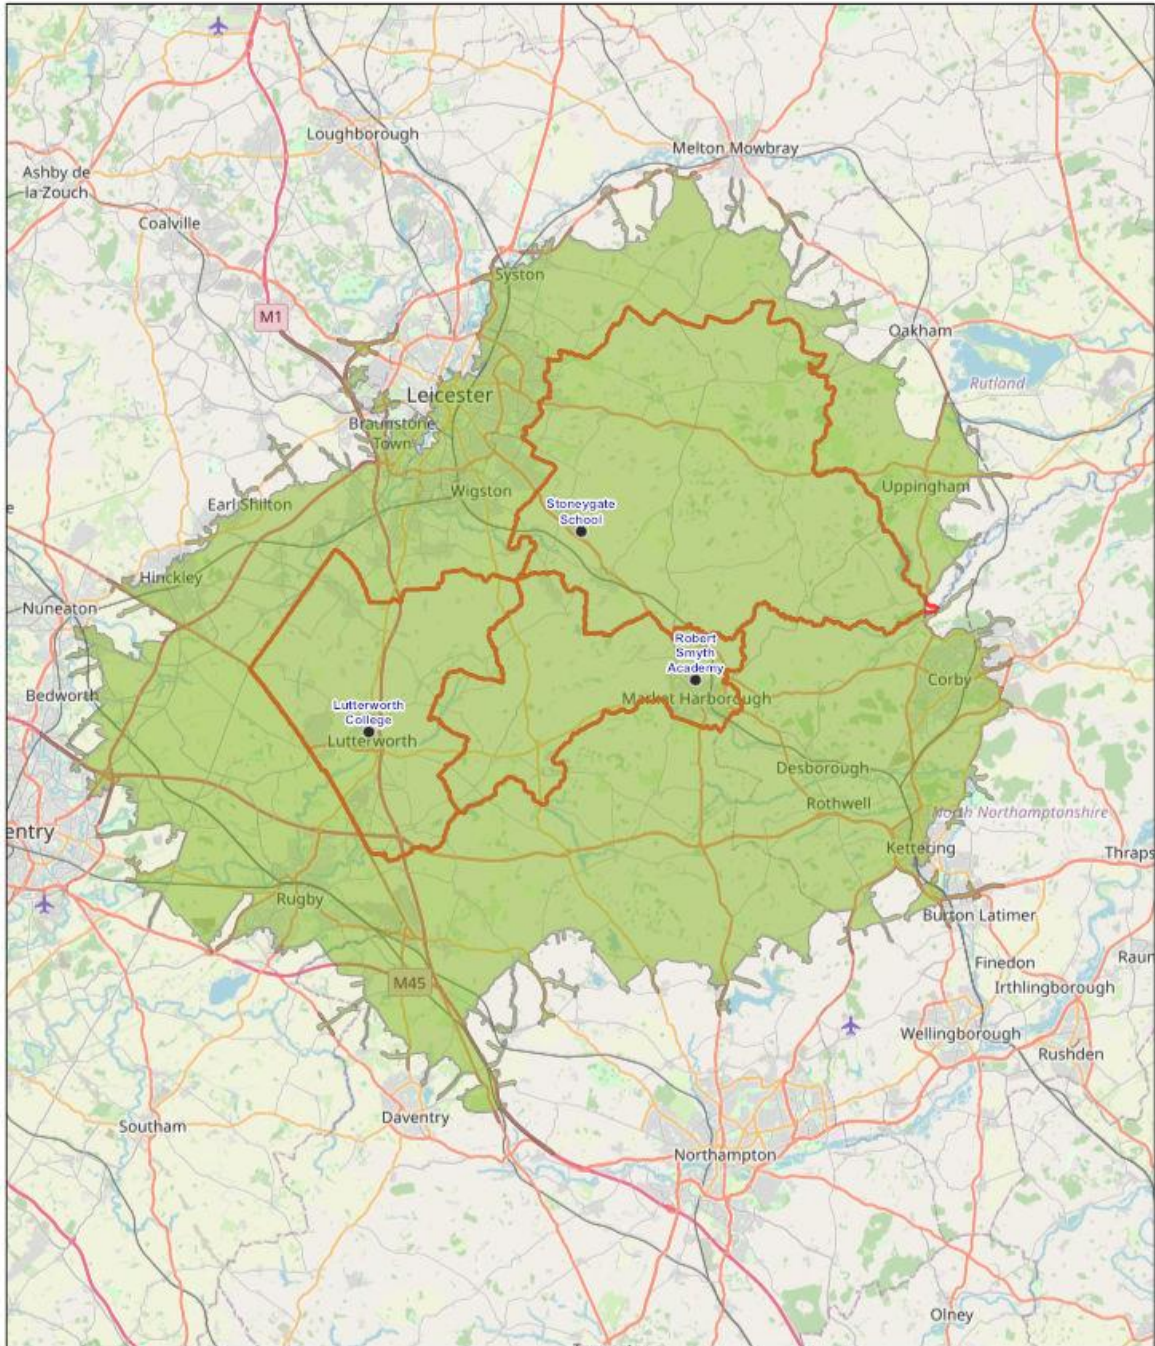 Loughborough
Melton Mowbray
Ashby de
la Zouch
Coalville
Syston
M1
Oakham
Rutland
Leicester
Braunstone
Town
Wigston
Uppingham
Earl Shilton
Stoneygate
School
Hinckley
Nuneaton
Robert
Smyth
Academy
Bedworth
Corby
Market Harborough
Lutterworth
College
Lutterworth
Desborough
Rothwell
North Northamptonshire
entry
Kettering
Thraps
Rugby
Burton Latimer
Raun
Finedon
M45
Irthlingborough
Wellingborough
Rushden
Daventry
Southam
Northampton
Olney